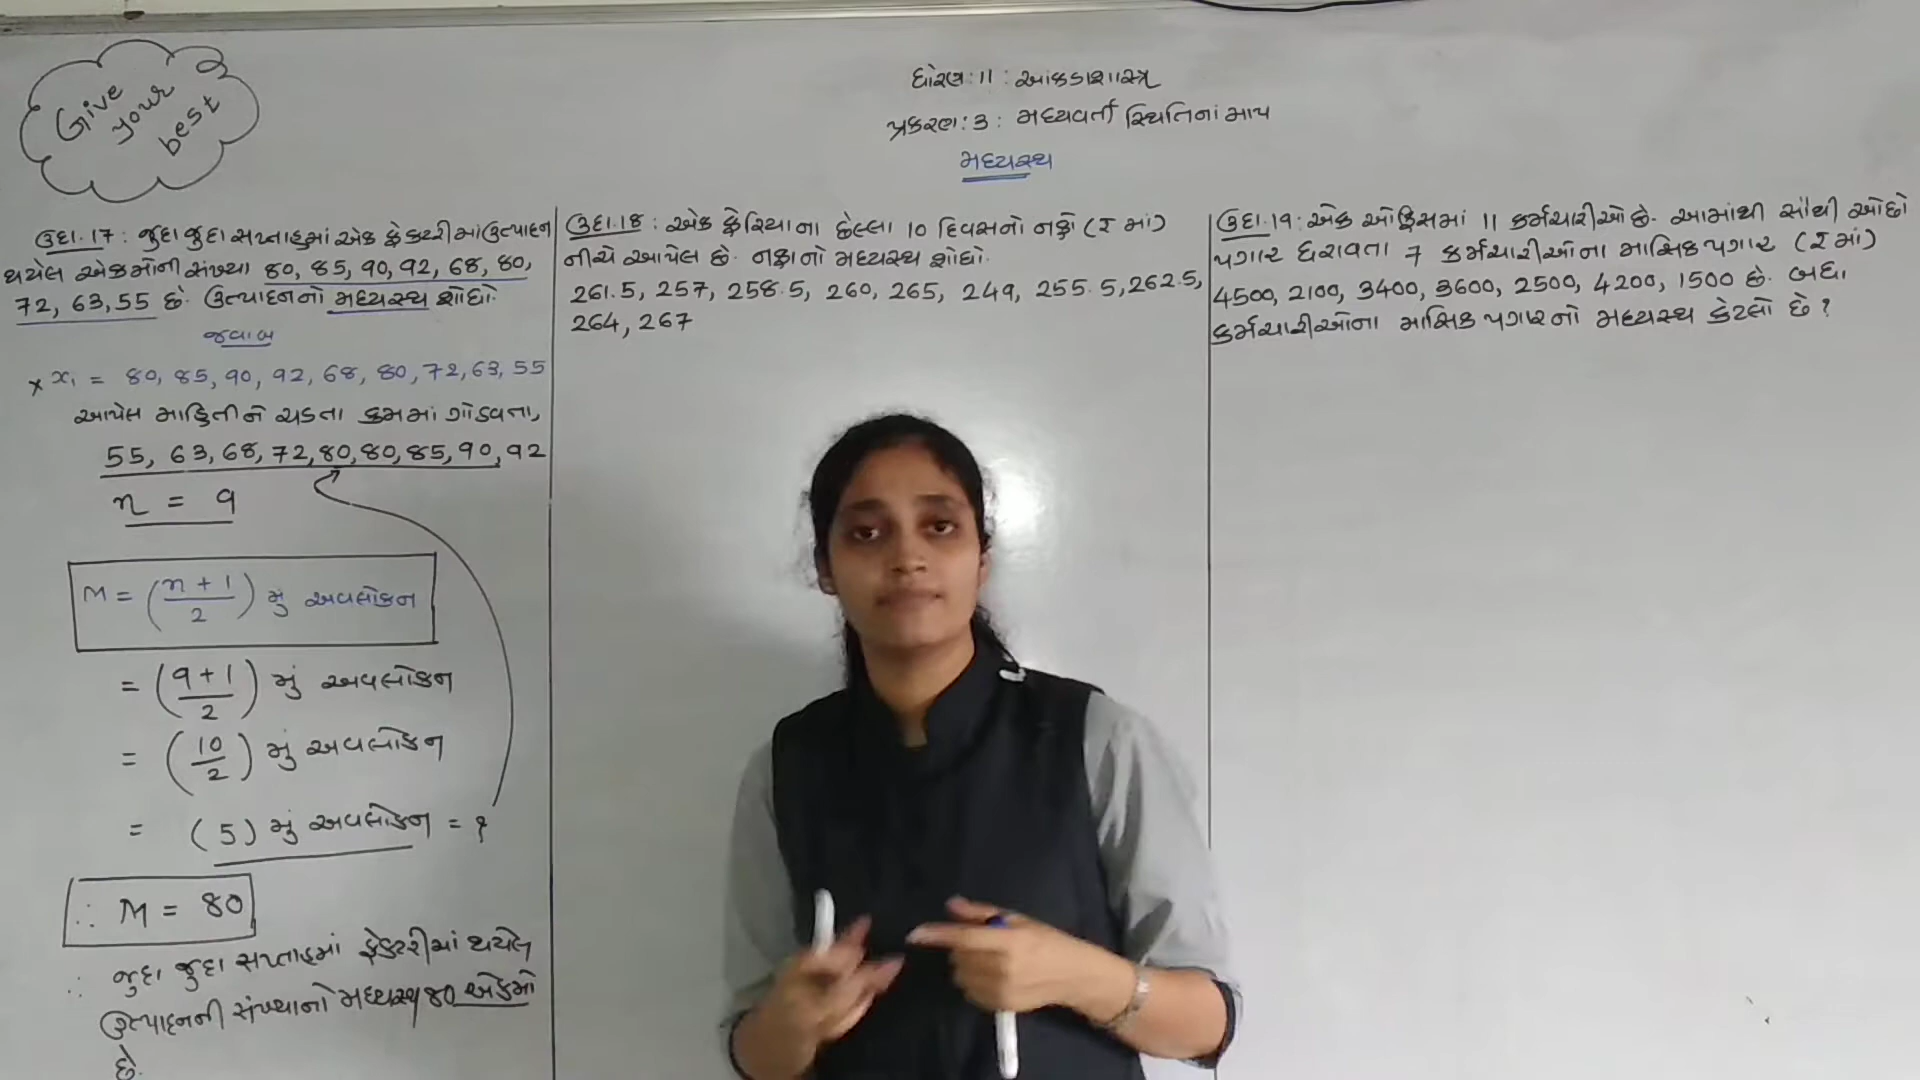 Give
your
best
ધોરણ : 11 : આંકડાશાસ્ત્ર
પ્રકરણ : 3 : મધ્યવર્તી સ્થિતિનાં માપ
મધ્યસ્થ
ઉદા. 17 : જુદા જુદા સપ્તાહમાં એક ફેક્ટરીમાં ઉત્પાદન
થયેલ એકમોની સંખ્યા 80, 85, 90, 92, 68, 80,
72, 63, 55 છે. ઉત્પાદનનો મધ્યસ્થ શોધો.
જવાબ
x₁ = 80, 85, 90, 92, 68, 80, 72, 63, 55
આપેલ માહિતીને ચડતા ક્રમમાં ગોઠવતા,
55, 63, 68, 72, 80, 80, 85, 90, 92
n = 9
M = (n + 1 / 2) મું અવલોકન
= (9 + 1 / 2) મું અવલોકન
= (10 / 2) મું અવલોકન
= (5) મું અવલોકન = ?
∴ M = 80
∴ જુદા જુદા સપ્તાહમાં ફેક્ટરીમાં થયેલ
ઉત્પાદનની સંખ્યાનો મધ્યસ્થ 80 એકમો
છે.
ઉદા. 18 : એક ફેરિયાના છેલ્લા 10 દિવસનો નફો (₹ માં)
નીચે આપેલ છે. નફાનો મધ્યસ્થ શોધો.
261.5, 257, 258.5, 260, 265, 249, 255.5, 262.5,
264, 267
ઉદા. 19 : એક ઓફિસમાં 11 કર્મચારીઓ છે. આમાંથી સૌથી ઓછો
પગાર ધરાવતા 7 કર્મચારીઓના માસિક પગાર (₹ માં)
4500, 2100, 3400, 3600, 2500, 4200, 1500 છે. બધા
કર્મચારીઓના માસિક પગારનો મધ્યસ્થ કેટલો છે ?